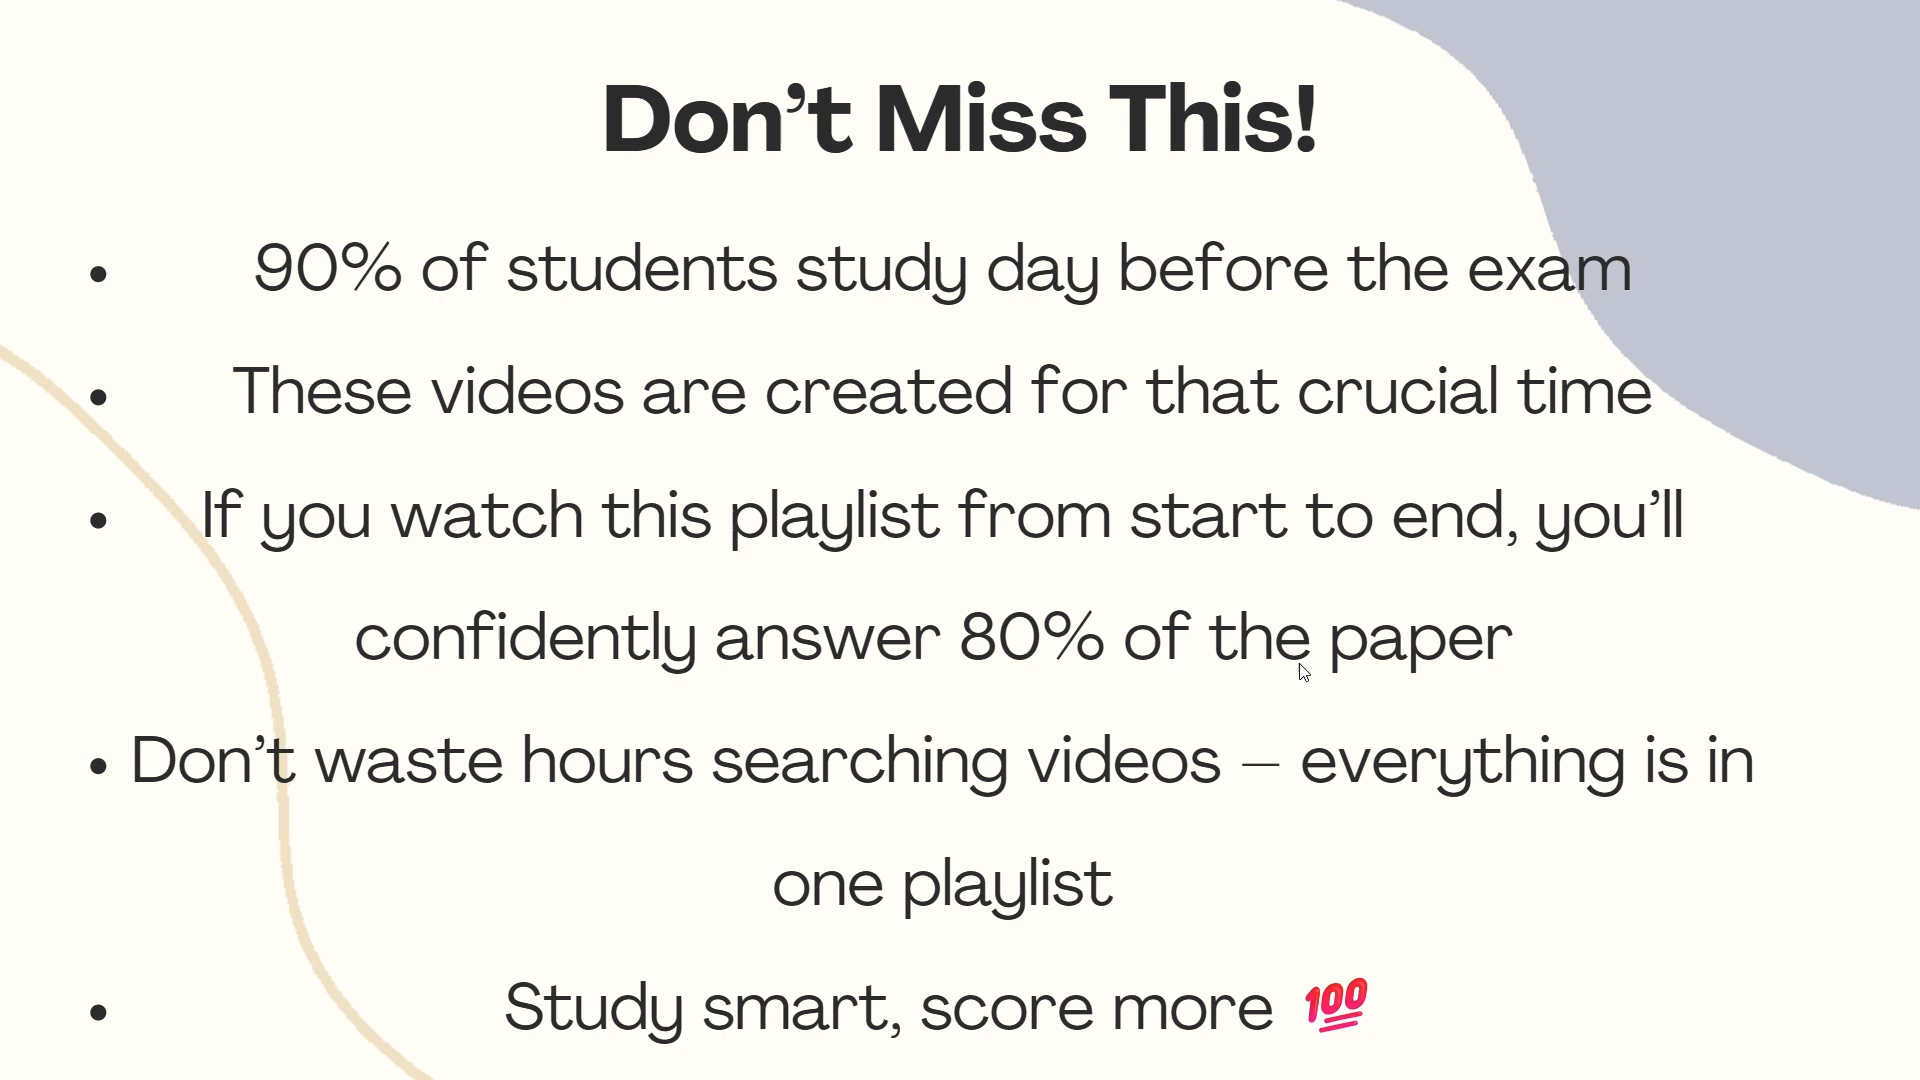 Don’t Miss This!
• 90% of students study day before the exam
• These videos are created for that crucial time
• If you watch this playlist from start to end, you’ll
confidently answer 80% of the paper
• Don’t waste hours searching videos – everything is in
one playlist
• Study smart, score more 💯